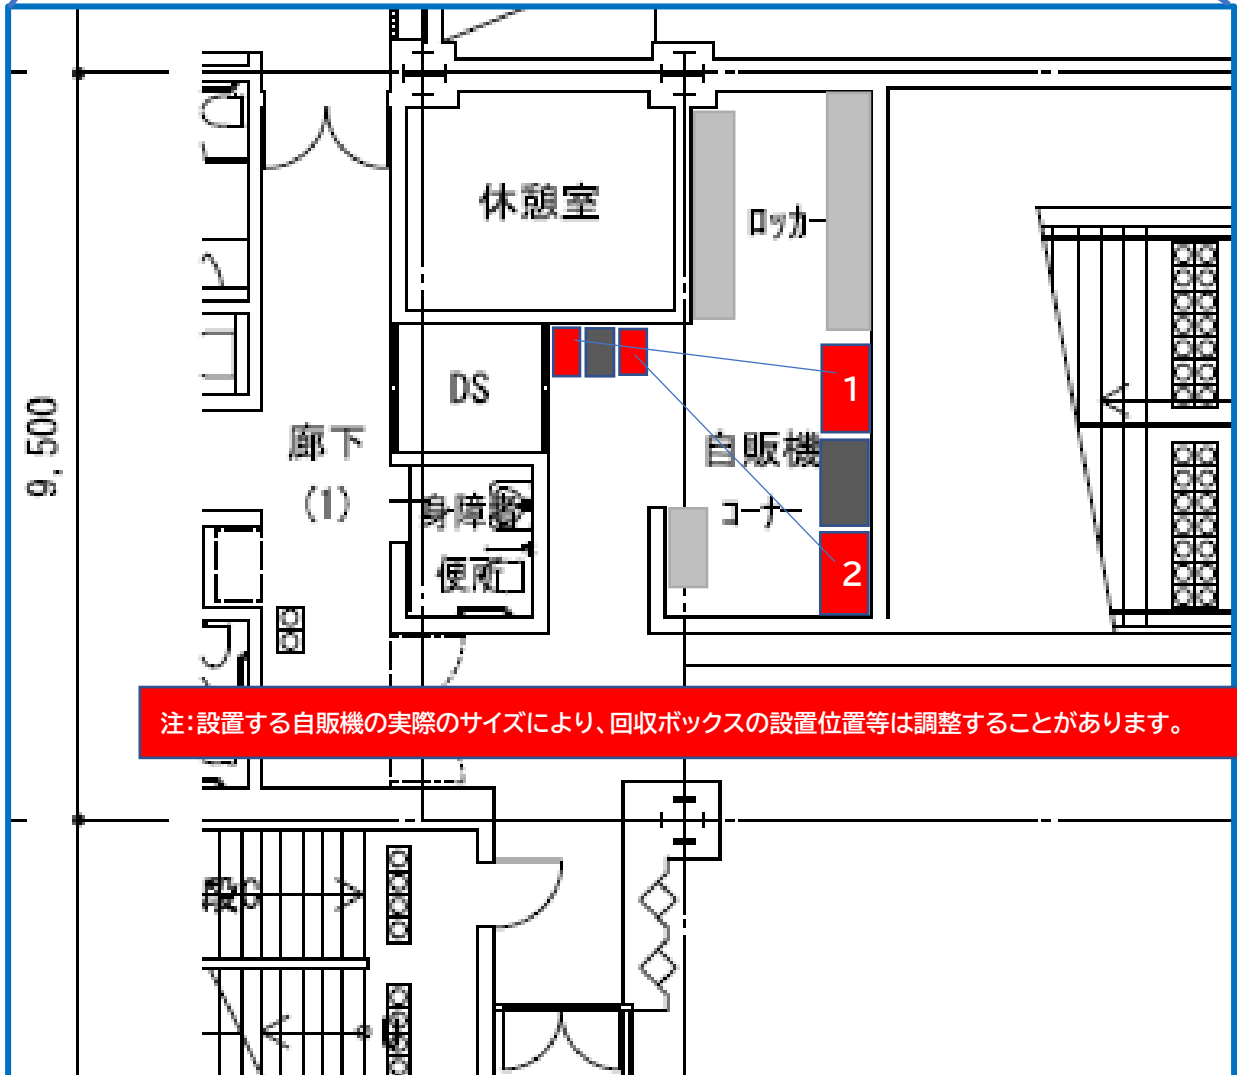 休憩室
ロッカー
1
DS
9,500
廊下
(1)
自販機
コーナー
身障者
便所
2
注：設置する自販機の実際のサイズにより、回収ボックスの設置位置等は調整することがあります。